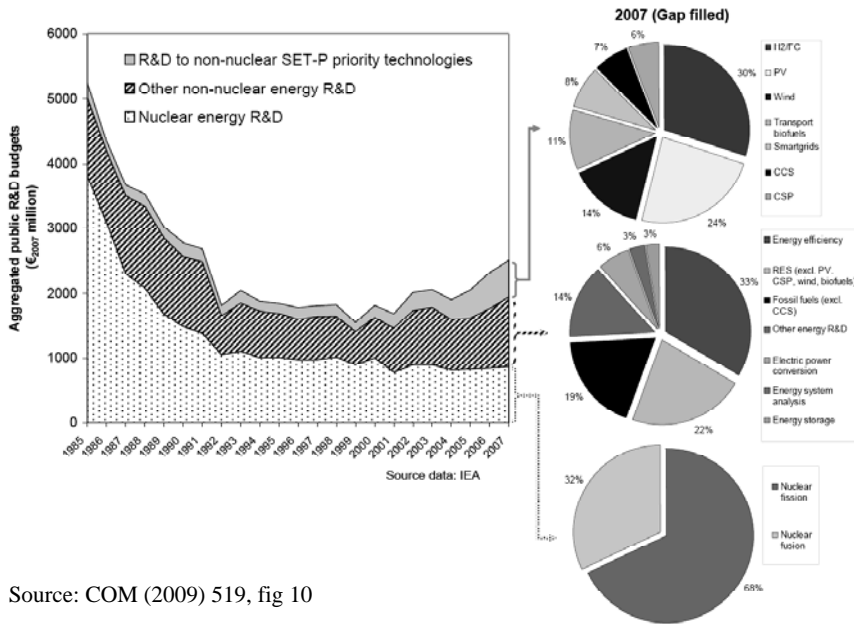 2007 (Gap filled)
6000
5000
4000
3000
2000
1000
0
Aggregated public R&D budgets
(€2007 million)
R&D to non-nuclear SET-P priority technologies
Other non-nuclear energy R&D
Nuclear energy R&D
1985
1986
1987
1988
1989
1990
1991
1992
1993
1994
1995
1996
1997
1998
1999
2000
2001
2002
2003
2004
2005
2006
2007
Source data: IEA
6%
7%
8%
11%
14%
24%
30%
H2/FC
PV
Wind
Transport
biofuels
Smartgrids
CCS
CSP
3%
3%
6%
14%
19%
22%
33%
Energy efficiency
RES (excl. PV,
CSP, wind, biofuels)
Fossil fuels (excl.
CCS)
Other energy R&D
Electric power
conversion
Energy system
analysis
Energy storage
32%
68%
Nuclear
fission
Nuclear
fusion
Source: COM (2009) 519, fig 10